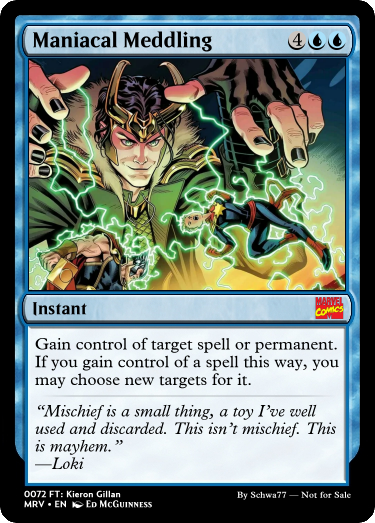 Maniacal Meddling 4
Instant
MARVEL
COMICS
Gain control of target spell or permanent.
If you gain control of a spell this way, you
may choose new targets for it.
“Mischief is a small thing, a toy I’ve well
used and discarded. This isn’t mischief. This
is mayhem.”
—Loki
0072 FT: Kieron Gillan
MRV • EN Ed McGuinness
By Schwa77 — Not for Sale